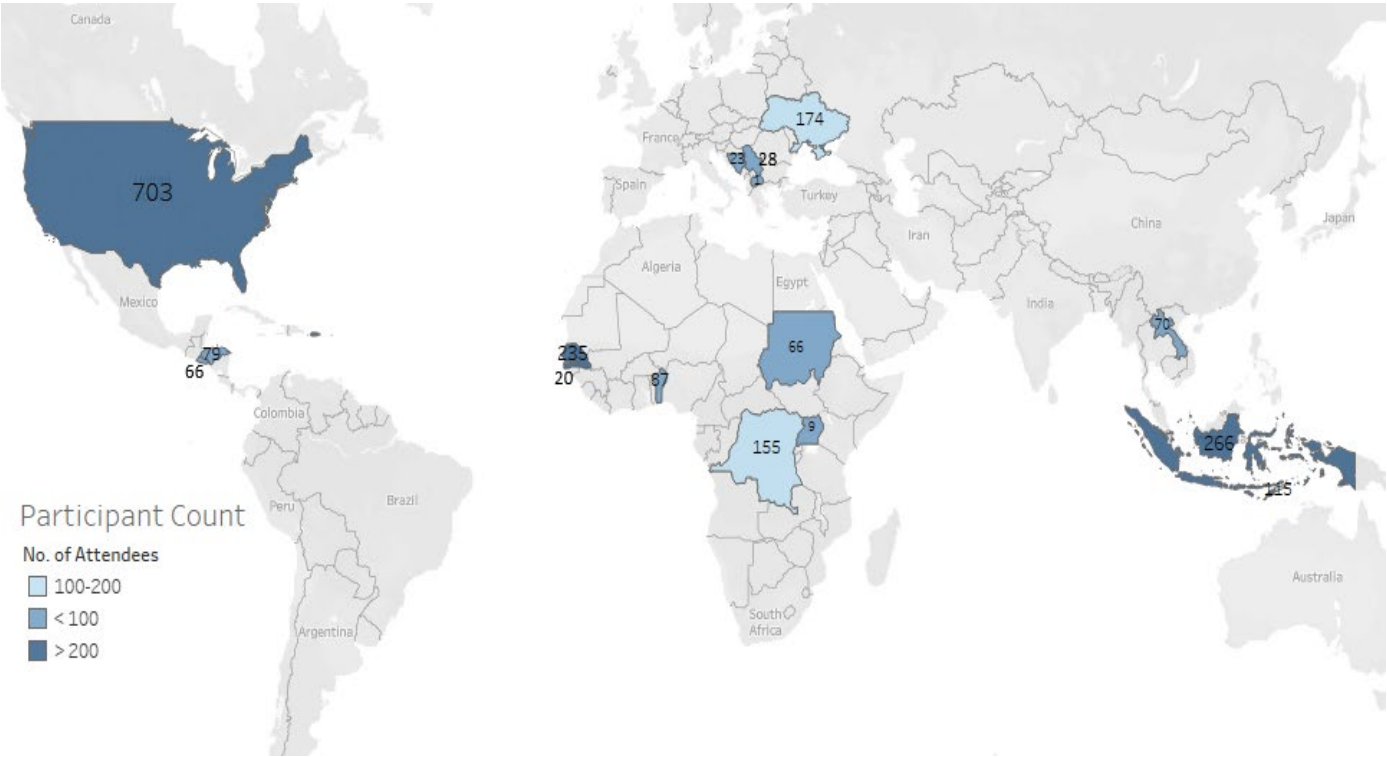 Canada
174
France
23
28
703
1
Spain
Turkey
China
Japan
Iran
Algeria
Egypt
India
Mexico
79
66
235
20
87
66
70
Colombia
9
155
266
115
Peru
Brazil
Participant Count
No. of Attendees
100-200
< 100
> 200
Australia
South
Africa
Argentina